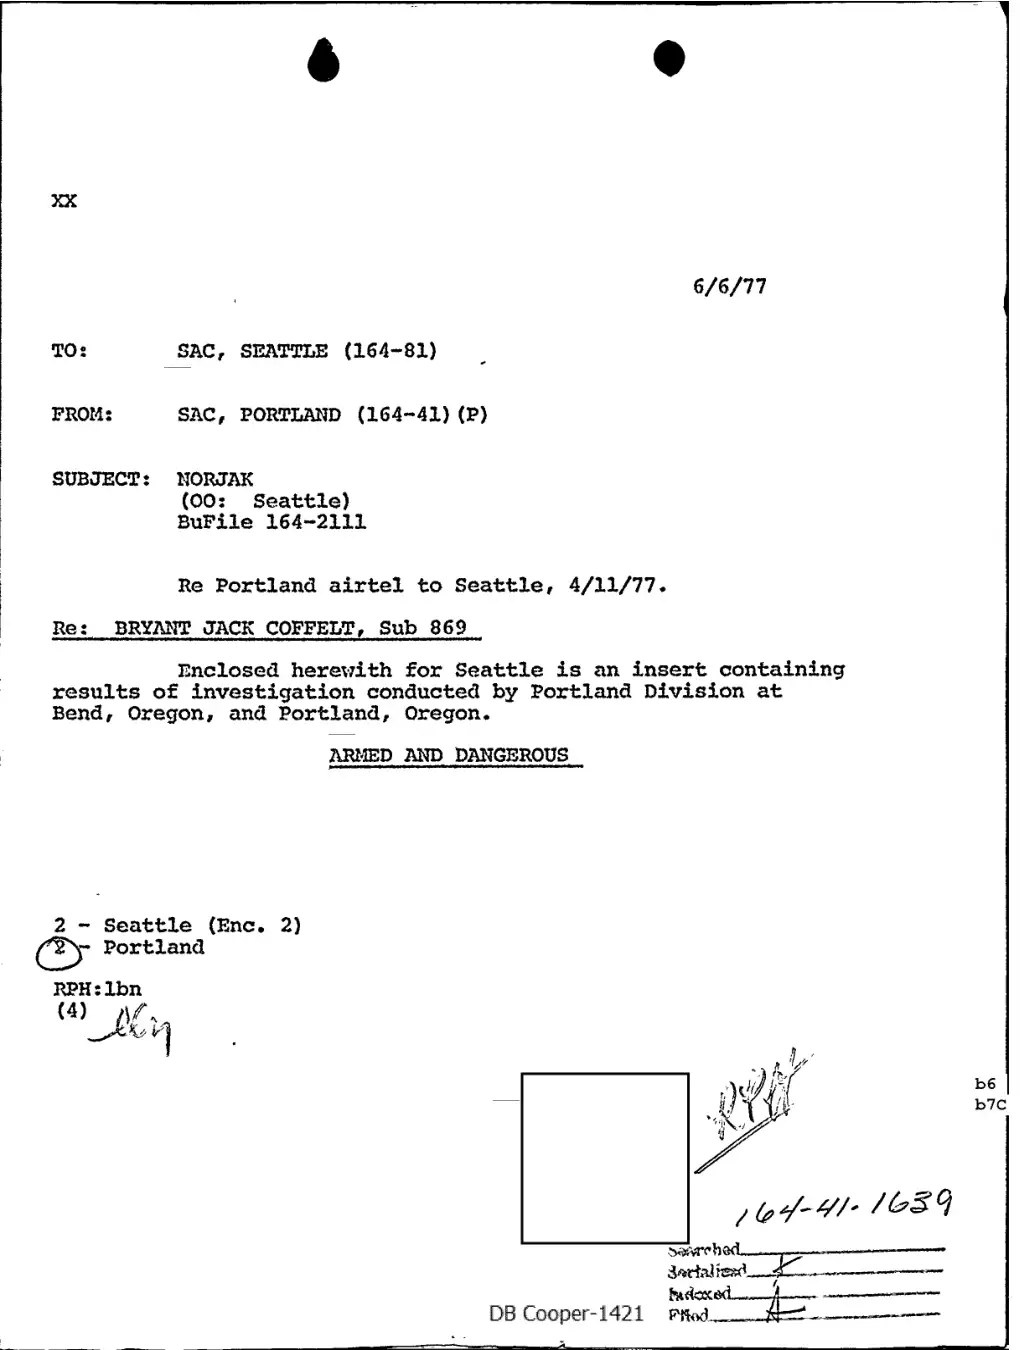 XX
6/6/77
TO: SAC, SEATTLE (164-81)
FROM: SAC, PORTLAND (164-41)(P)
SUBJECT: NORJAK
(OO: Seattle)
BuFile 164-2111
Re Portland airtel to Seattle, 4/11/77.
Re: BRYANT JACK COFFELT, Sub 869
Enclosed herewith for Seattle is an insert containing
results of investigation conducted by Portland Division at
Bend, Oregon, and Portland, Oregon.
ARMED AND DANGEROUS
2 - Seattle (Enc. 2)
2 - Portland
RPH:lbn
(4)
RPH
b6
b7C
164-41-1639
Searched
Serialized
Indexed
Filed
DB Cooper-1421